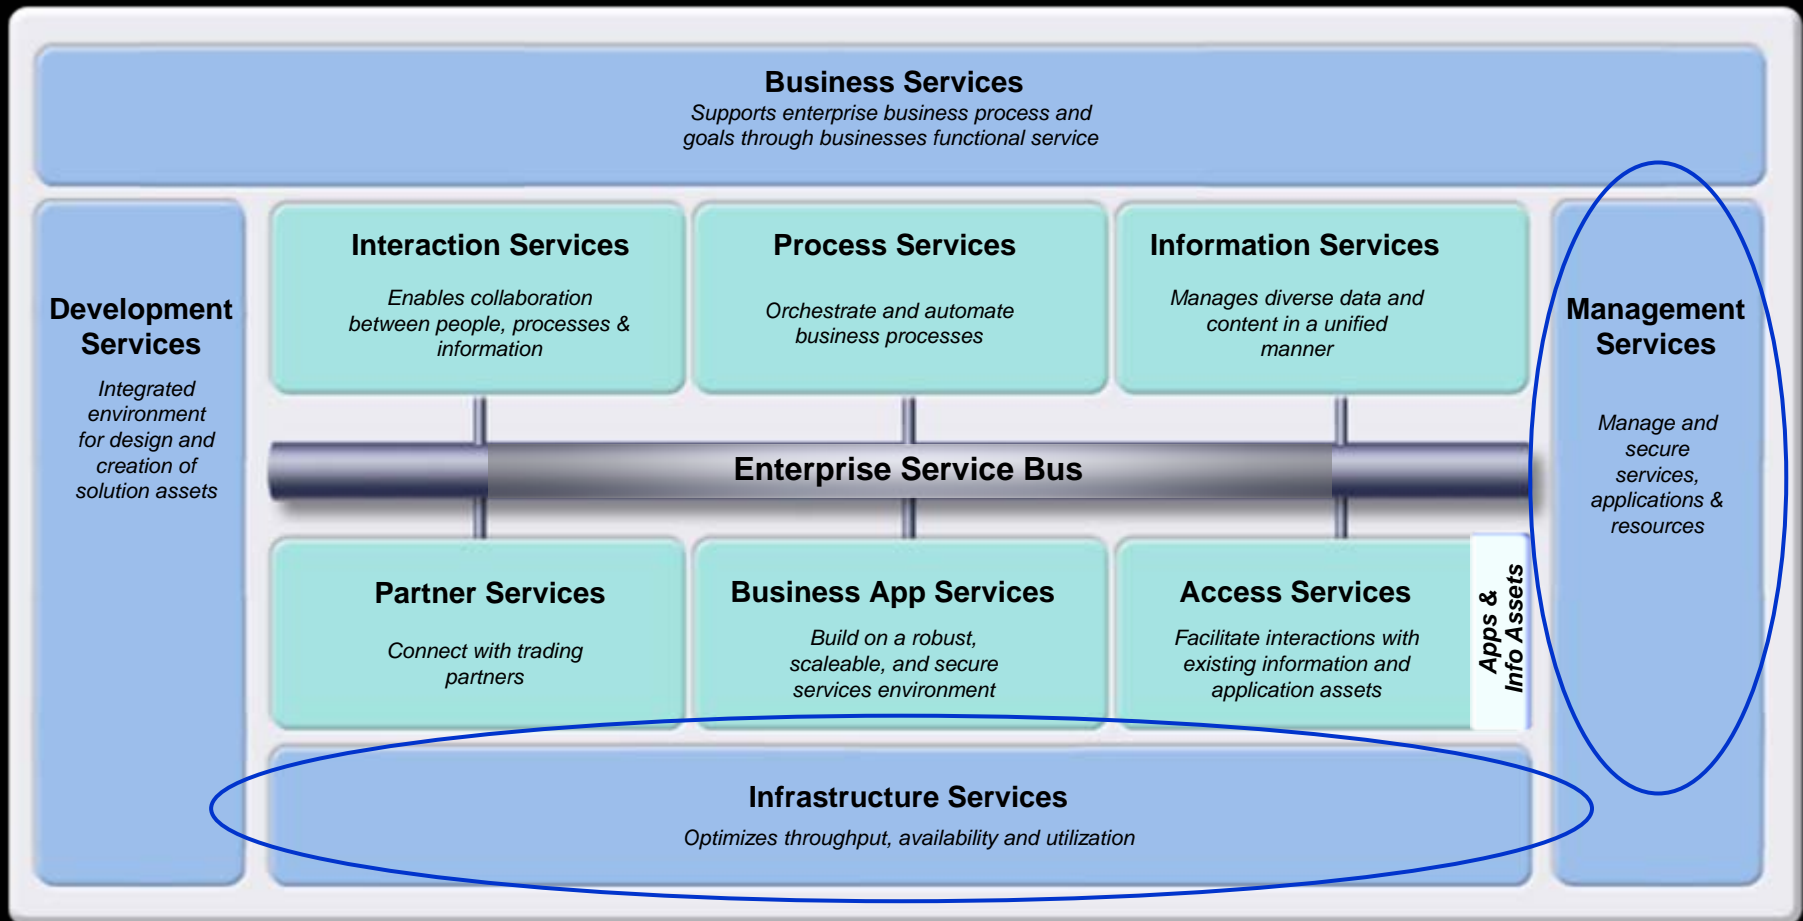 Business Services
Supports enterprise business process and
goals through businesses functional service
Development
Services
Integrated
environment
for design and
creation of
solution assets
Interaction Services
Enables collaboration
between people, processes &
information
Process Services
Orchestrate and automate
business processes
Information Services
Manages diverse data and
content in a unified
manner
Management
Services
Manage and
secure
services,
applications &
resources
Enterprise Service Bus
Partner Services
Connect with trading
partners
Business App Services
Build on a robust,
scaleable, and secure
services environment
Access Services
Facilitate interactions with
existing information and
application assets
Apps &
Info Assets
Infrastructure Services
Optimizes throughput, availability and utilization